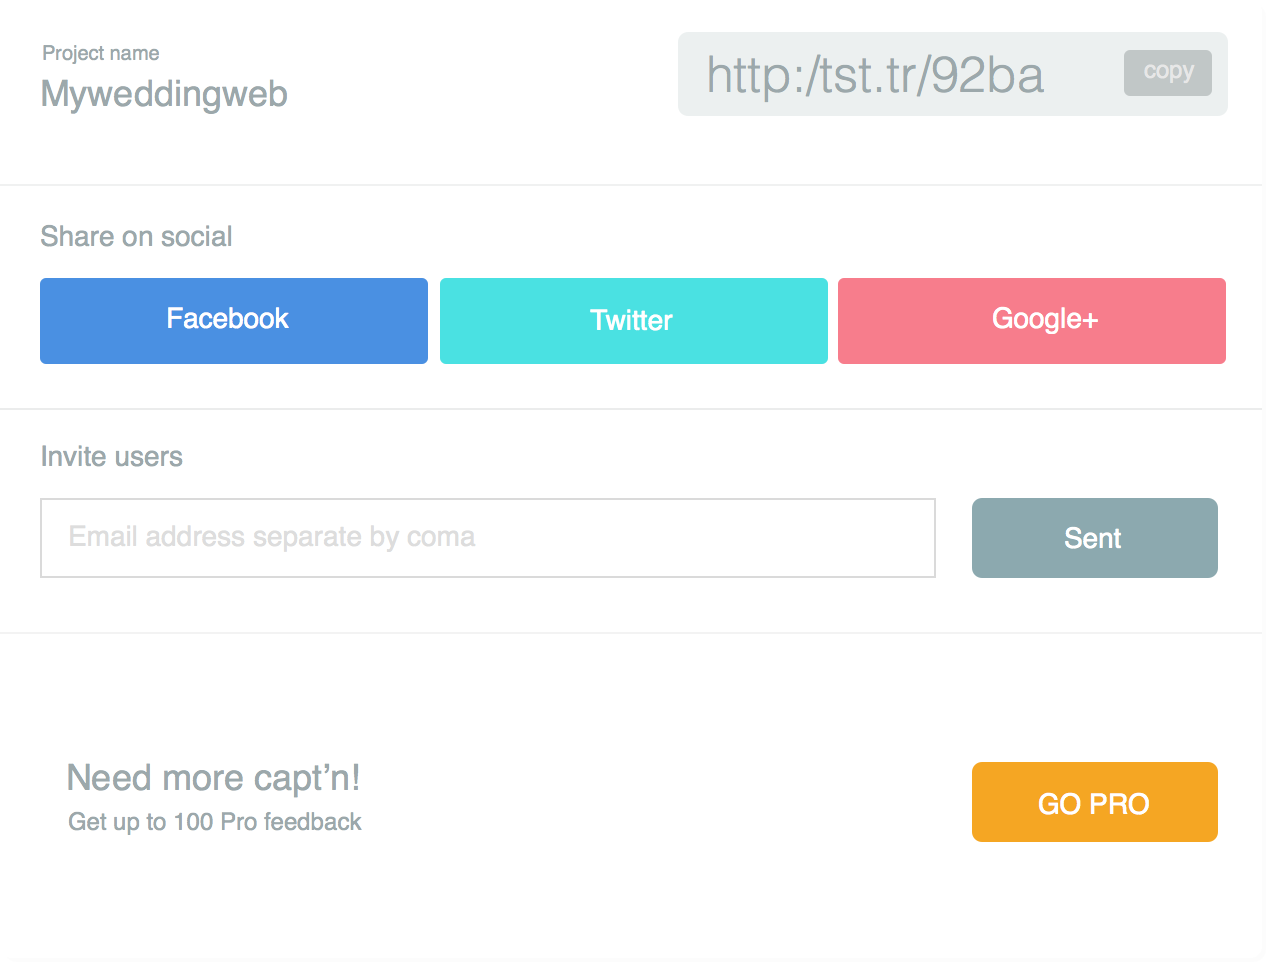 Project name
Myweddingweb
http:/tst.tr/92ba
copy
Share on social
Facebook
Twitter
Google+
Invite users
Email address separate by coma
Sent
Need more capt’n!
Get up to 100 Pro feedback
GO PRO